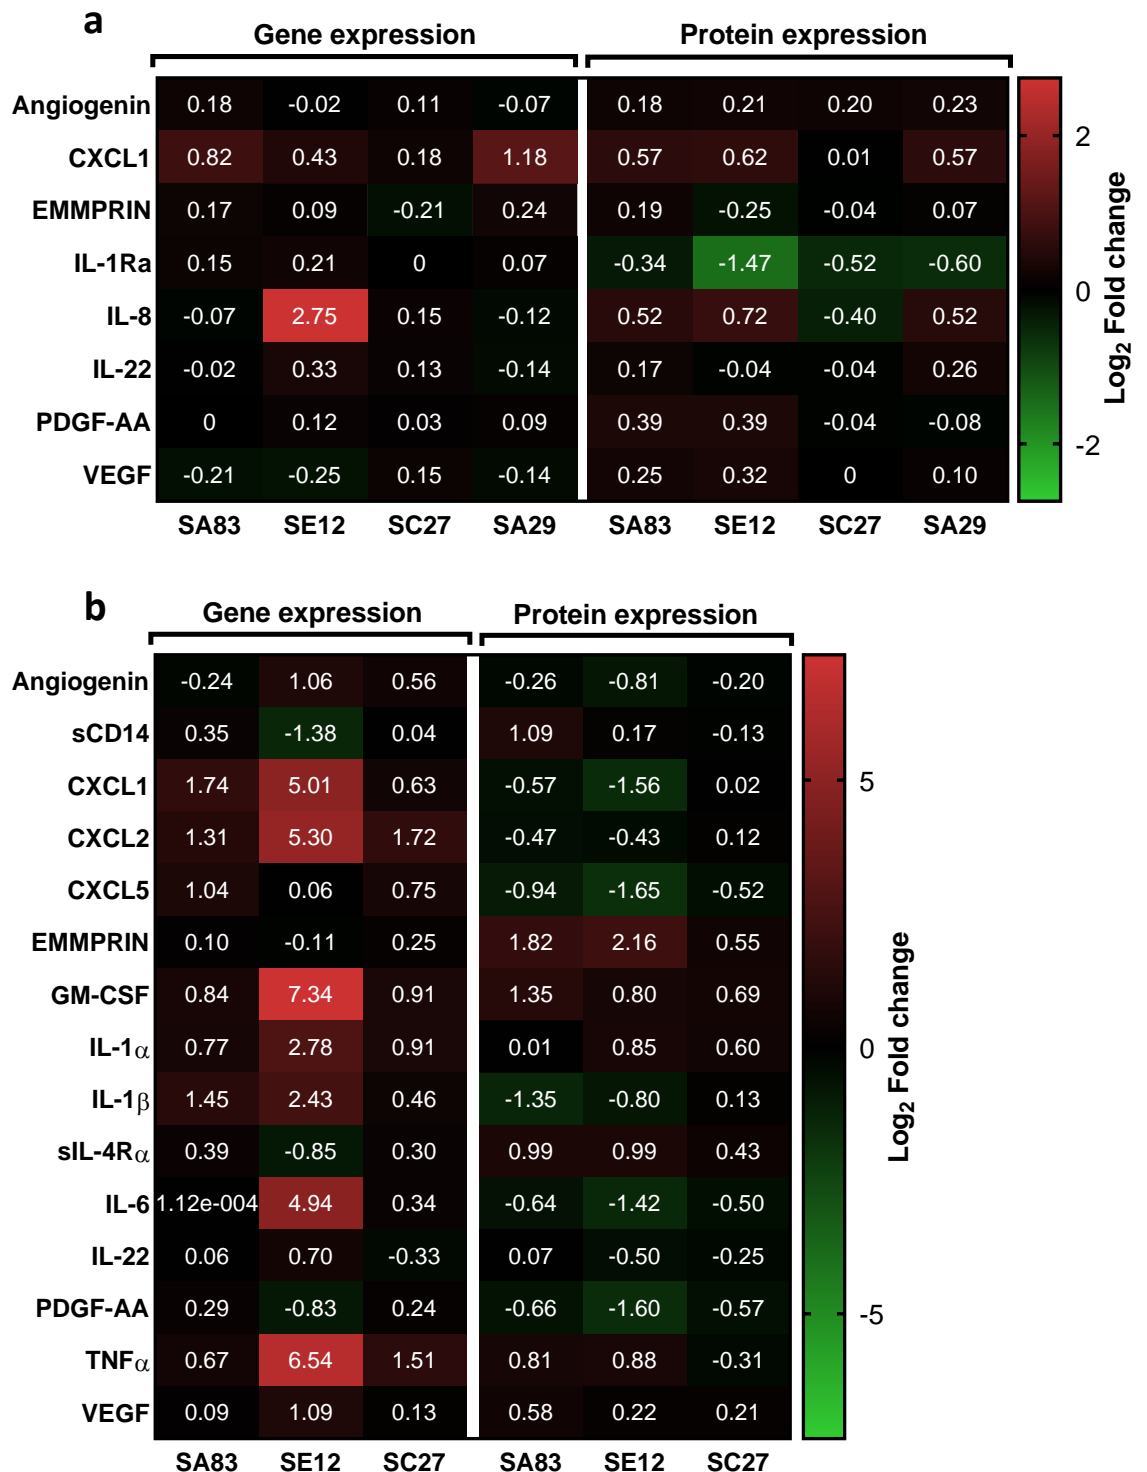 a
Gene expression Protein expression
Angiogenin 0.18 -0.02 0.11 -0.07 0.18 0.21 0.20 0.23
CXCL1 0.82 0.43 0.18 1.18 0.57 0.62 0.01 0.57
EMMPRIN 0.17 0.09 -0.21 0.24 0.19 -0.25 -0.04 0.07
IL-1Ra 0.15 0.21 0 0.07 -0.34 -1.47 -0.52 -0.60
IL-8 -0.07 2.75 0.15 -0.12 0.52 0.72 -0.40 0.52
IL-22 -0.02 0.33 0.13 -0.14 0.17 -0.04 -0.04 0.26
PDGF-AA 0 0.12 0.03 0.09 0.39 0.39 -0.04 -0.08
VEGF -0.21 -0.25 0.15 -0.14 0.25 0.32 0 0.10
SA83 SE12 SC27 SA29 SA83 SE12 SC27 SA29
2
0
-2
Log2 Fold change
b
Gene expression Protein expression
Angiogenin -0.24 1.06 0.56 -0.26 -0.81 -0.20
sCD14 0.35 -1.38 0.04 1.09 0.17 -0.13
CXCL1 1.74 5.01 0.63 -0.57 -1.56 0.02
CXCL2 1.31 5.30 1.72 -0.47 -0.43 0.12
CXCL5 1.04 0.06 0.75 -0.94 -1.65 -0.52
EMMPRIN 0.10 -0.11 0.25 1.82 2.16 0.55
GM-CSF 0.84 7.34 0.91 1.35 0.80 0.69
IL-1α 0.77 2.78 0.91 0.01 0.85 0.60
IL-1β 1.45 2.43 0.46 -1.35 -0.80 0.13
sIL-4Rα 0.39 -0.85 0.30 0.99 0.99 0.43
IL-6 1.12e-004 4.94 0.34 -0.64 -1.42 -0.50
IL-22 0.06 0.70 -0.33 0.07 -0.50 -0.25
PDGF-AA 0.29 -0.83 0.24 -0.66 -1.60 -0.57
TNFα 0.67 6.54 1.51 0.81 0.88 -0.31
VEGF 0.09 1.09 0.13 0.58 0.22 0.21
SA83 SE12 SC27 SA83 SE12 SC27
5
0
-5
Log2 Fold change